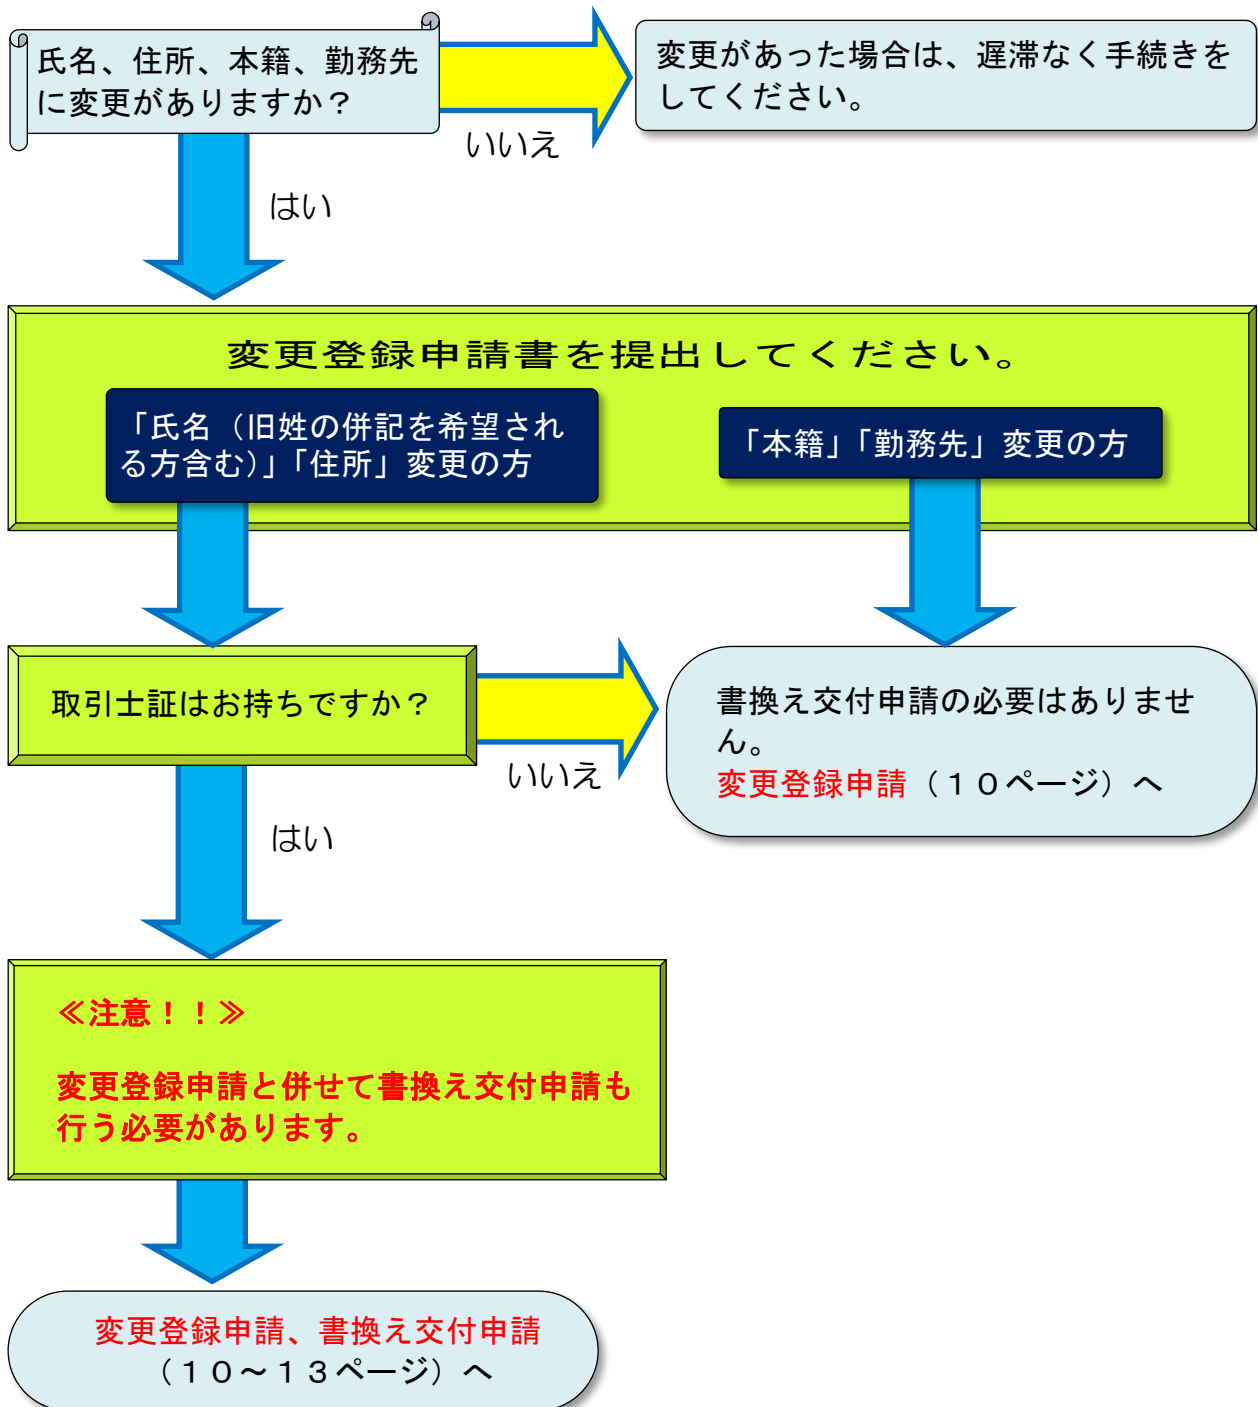 氏名、住所、本籍、勤務先
に変更がありますか？
変更があった場合は、遅滞なく手続きを
してください。
いいえ
はい
変更登録申請書を提出してください。
「氏名（旧姓の併記を希望され
る方含む）」「住所」変更の方
「本籍」「勤務先」変更の方
取引士証はお持ちですか？
いいえ
書換え交付申請の必要はありませ
ん。
変更登録申請（１０ページ）へ
はい
≪注意！！≫
変更登録申請と併せて書換え交付申請も
行う必要があります。
変更登録申請、書換え交付申請
（１０～１３ページ）へ